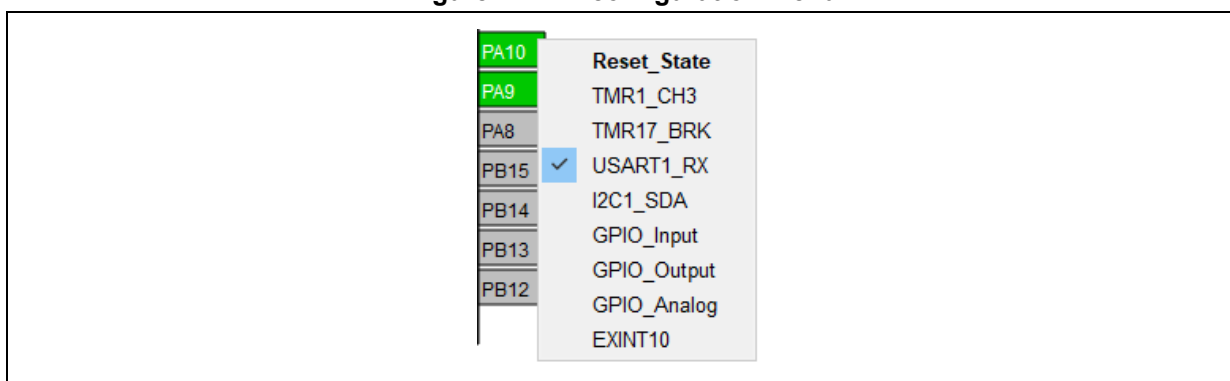 PA10
PA9
PA8
PB15
PB14
PB13
PB12
Reset_State
TMR1_CH3
TMR17_BRK
USART1_RX
I2C1_SDA
GPIO_Input
GPIO_Output
GPIO_Analog
EXINT10